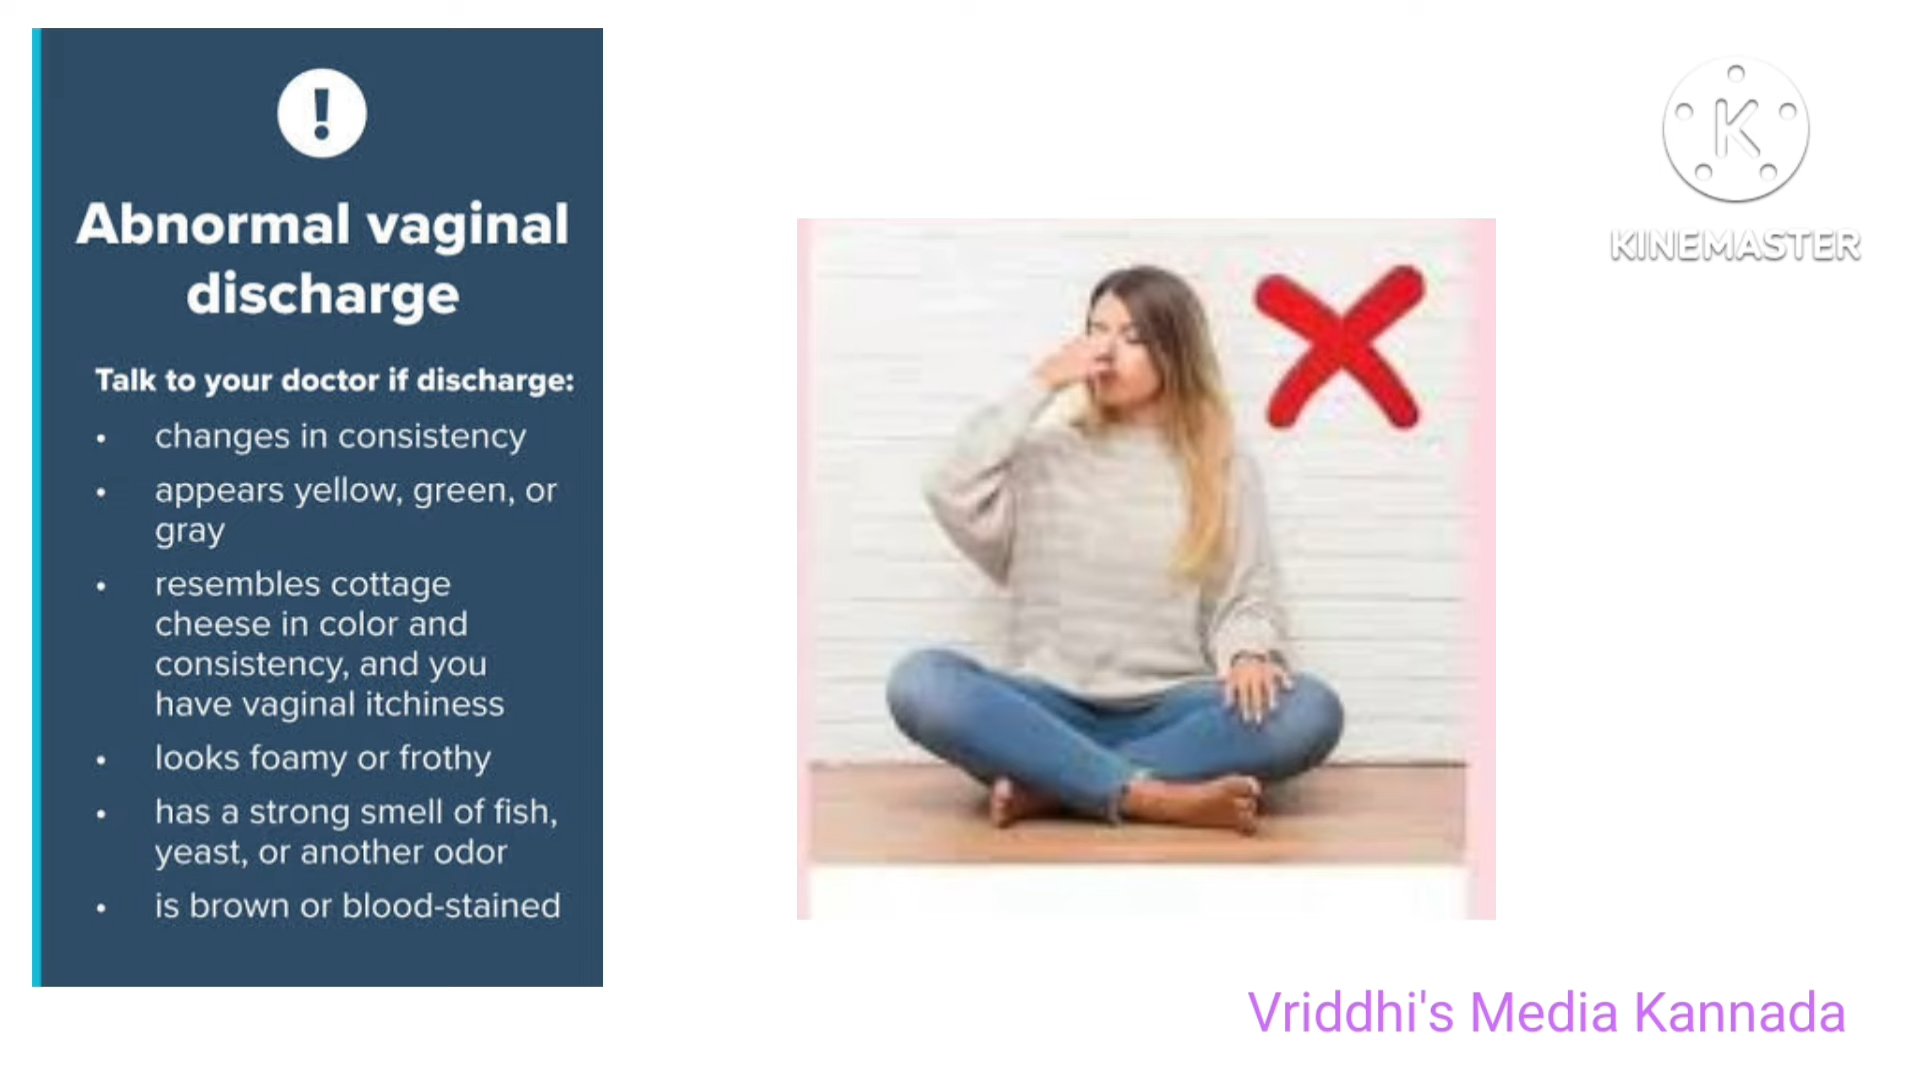 !
Abnormal vaginal
discharge
Talk to your doctor if discharge:
• changes in consistency
• appears yellow, green, or
gray
• resembles cottage
cheese in color and
consistency, and you
have vaginal itchiness
• looks foamy or frothy
• has a strong smell of fish,
yeast, or another odor
• is brown or blood-stained
K
KINEMASTER
Vriddhi's Media Kannada